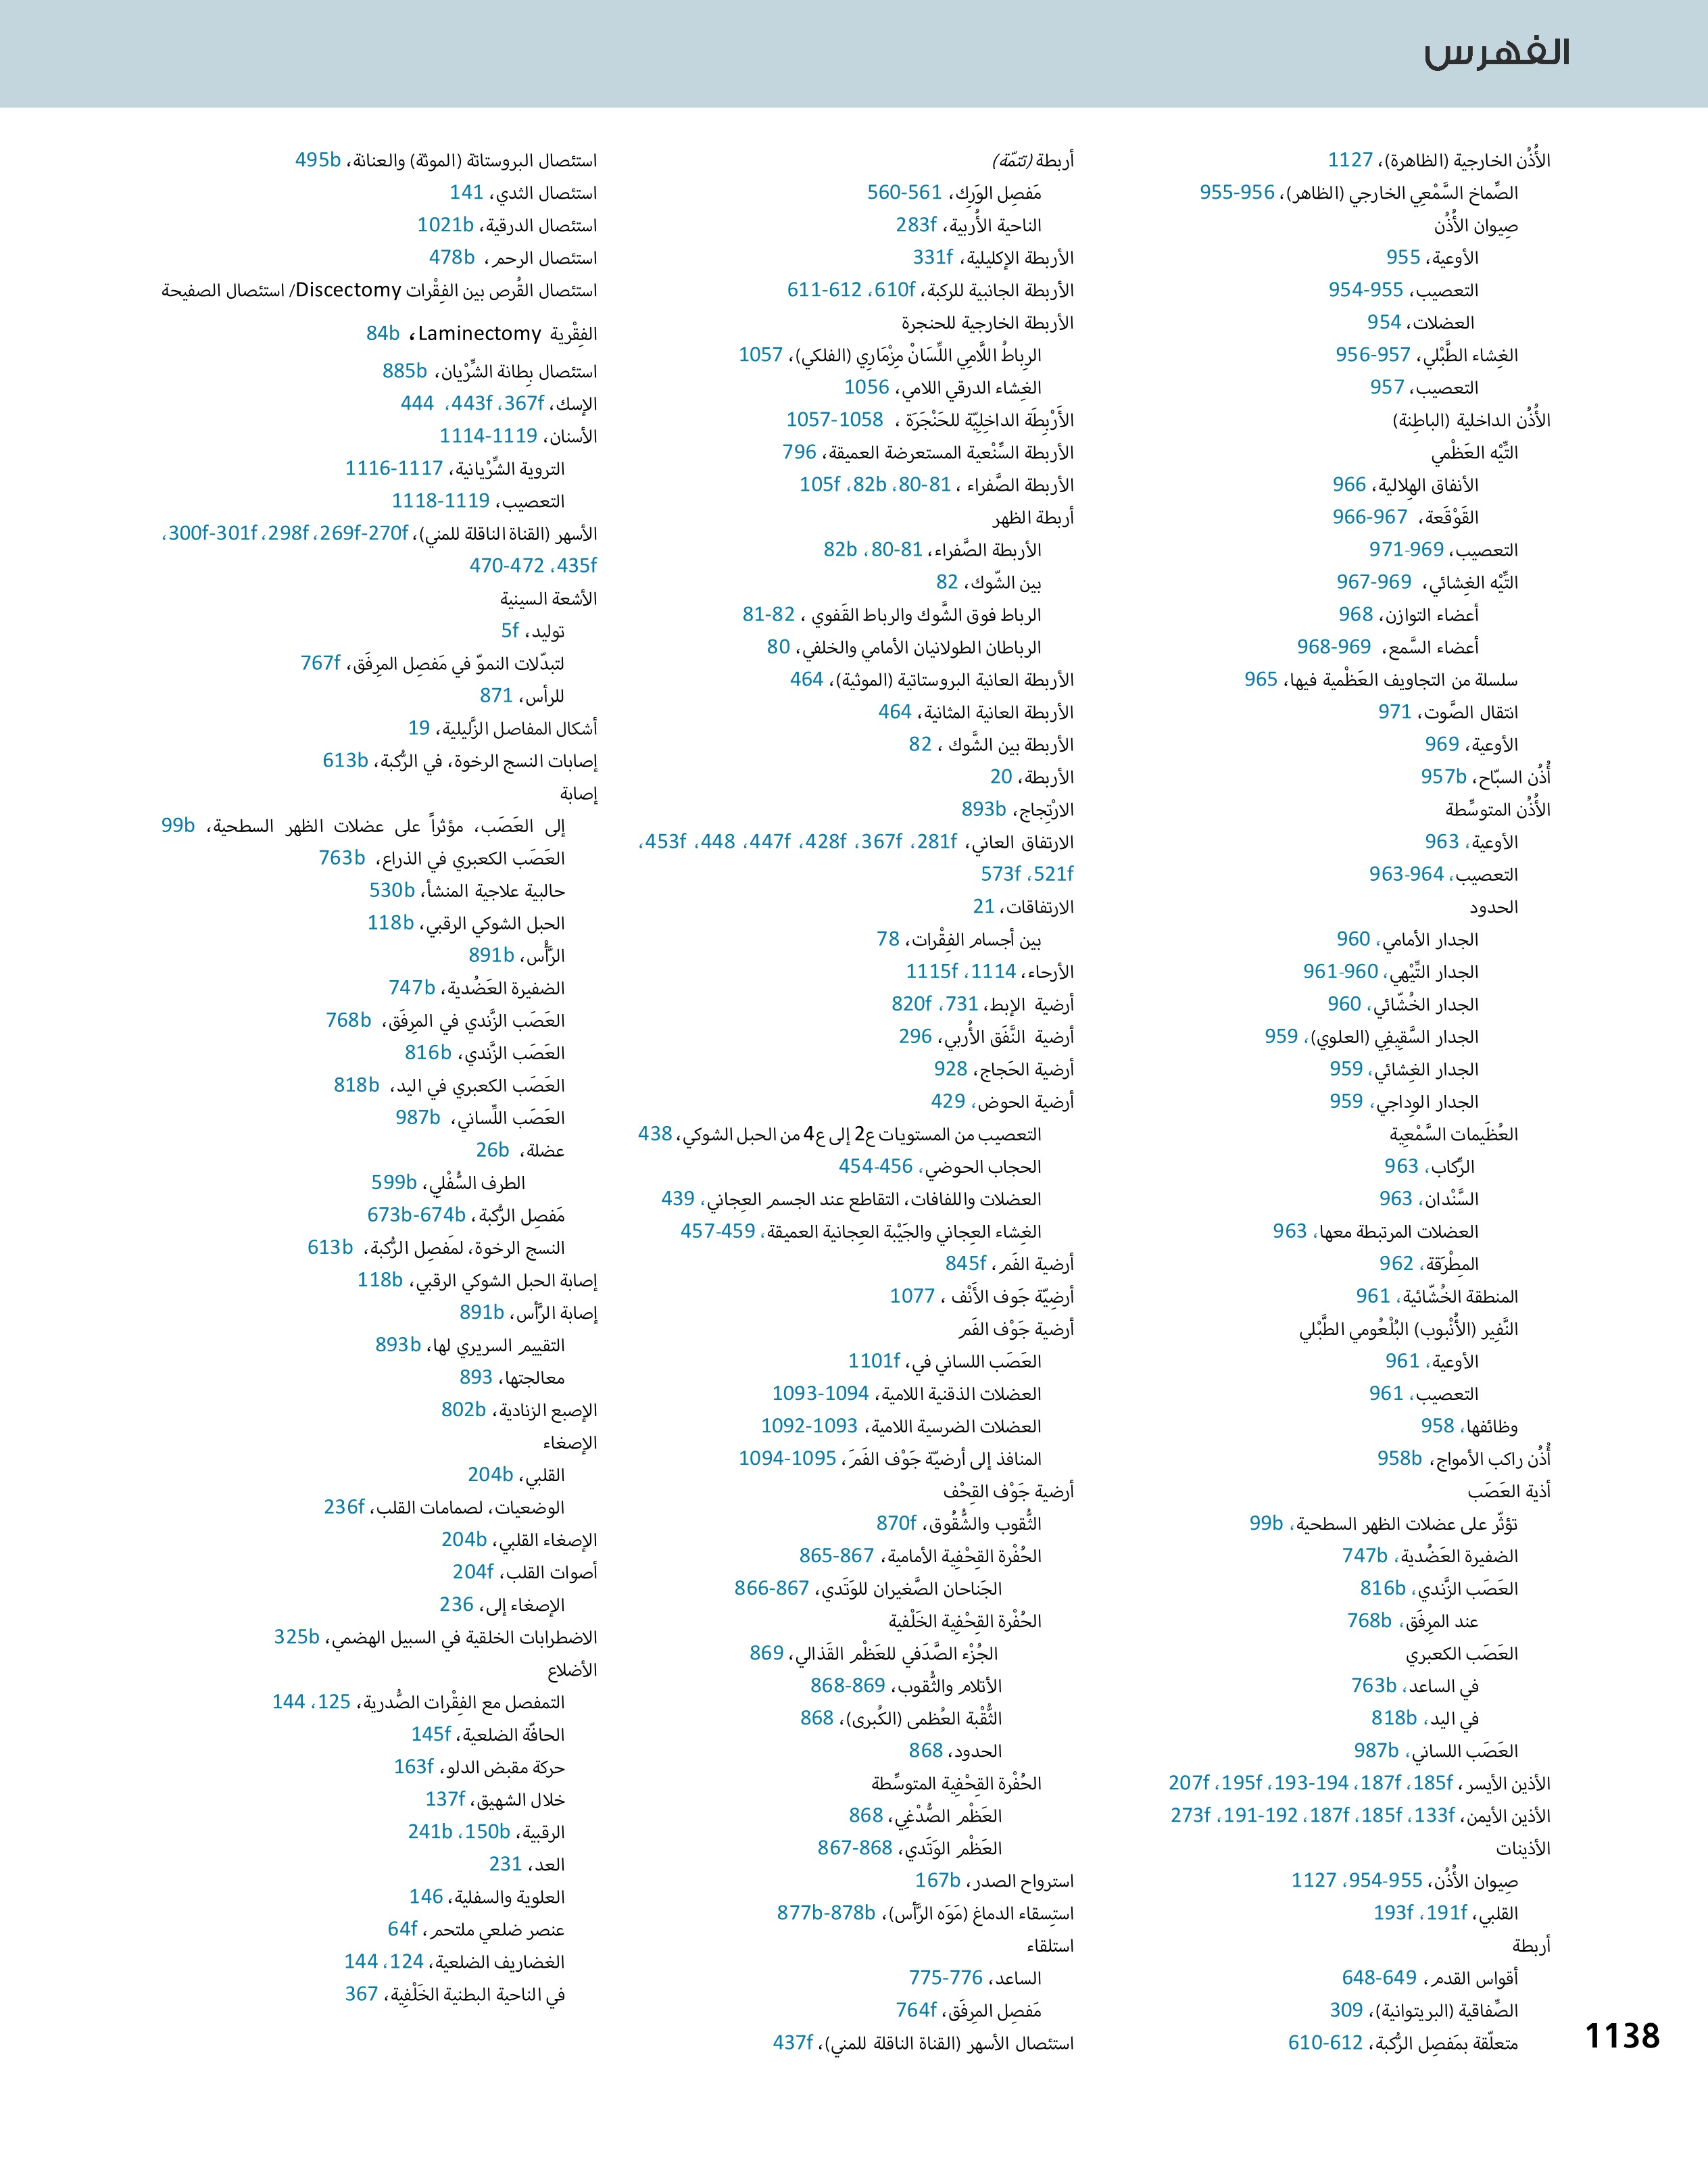 الفهرس
الأُذُن الخارجية (الظاهرة)، 1127
الصِّماخ السَّمْعِي الخارجي (الظاهر)، 955-956
صِيوان الأُذُن
الأوعية، 955
التعصيب، 954-955
العضلات، 954
الغِشاء الطَّبْلي، 956-957
التعصيب، 957
الأُذُن الداخلية (الباطِنة)
التِّيْه العَظْمي
الأنفاق الهِلالية، 966
القَوْقَعة، 966-967
التعصيب، 969-971
التِّيْه الغِشائي، 967-969
أعضاء التوازن، 968
أعضاء السَّمع، 968-969
سلسلة من التجاويف العَظْمية فيها، 965
انتقال الصَّوت، 971
الأوعية، 969
أُذُن السبّاح، 957b
الأُذُن المتوسِّطة
الأوعية، 963
التعصيب، 963-964
الحدود
الجدار الأمامي، 960
الجدار التِّيْهي، 960-961
الجدار الخُشّائي، 960
الجدار السَّقِيفي (العلوي)، 959
الجدار الغِشائي، 959
الجدار الوِداجي، 959
العُظَيمات السَّمْعِية
الرِّكاب، 963
السَّنْدان، 963
العضلات المرتبطة معها، 963
المِطْرَقة، 962
المنطقة الخُشّائية، 961
النَّفِير (الأُنْبوب) البُلْعُومي الطَّبْلي
الأوعية، 961
التعصيب، 961
وظائفها، 958
أُذُن راكب الأمواج، 958b
أذية العَصَب
تؤثّر على عضلات الظهر السطحية، 99b
الضفيرة العَضُدية، 747b
العَصَب الزَّندي، 816b
عند المرِفَق، 768b
العَصَب الكعبري
في الساعد، 763b
في اليد، 818b
العَصَب اللساني، 987b
الأذين الأيسر، 185f، 187f، 193-194، 195f، 207f
الأذين الأيمن، 133f، 185f، 187f، 191-192، 273f
الأذينات
صِيوان الأُذُن، 954-955، 1127
القلبي، 191f، 193f
أربطة
أقواس القدم، 648-649
الصِّفاقية (البريتوانية)، 309
متعلّقة بمَفصِل الرُّكبة، 610-612
أربطة (تتمّة)
مَفصِل الوَرِك، 560-561
الناحية الأُربية، 283f
الأربطة الإكليلية، 331f
الأربطة الجانبية للركبة، 610f، 611-612
الأربطة الخارجية للحنجرة
الرِباطُ اللَّامِي اللِّسَانْ مِزْمَارِي (الفلكي)، 1057
الغشاء الدرقي اللامي، 1056
الأَرْبِطَة الداخِلِيّة للحَنْجَرَة ، 1057-1058
الأربطة السِّنْعية المستعرضة العميقة، 796
الأربطة الصَّفراء ، 80-81، 82b، 105f
أربطة الظهر
الأربطة الصَّفراء، 80-81، 82b
بين الشّوك، 82
الرباط فوق الشَّوك والرباط القَفوي ، 81-82
الرباطان الطولانيان الأمامي والخلفي، 80
الأربطة العانية البروستاتية (الموثية)، 464
الأربطة العانية المثانية، 464
الأربطة بين الشَّوك ، 82
الأربطة، 20
الارْتِجاج، 893b
الارتفاق العاني، 281f، 367f، 428f، 447f، 448، 453f،
521f، 573f
الارتفاقات، 21
بين أجسام الفِقْرات، 78
الأرحاء، 1114، 1115f
أرضية الإبط، 731، 820f
أرضية النَّفَق الأُربي، 296
أرضية الحَجاج، 928
أرضية الحوض، 429
التعصيب من المستويات ع2 إلى ع4 من الحبل الشوكي، 438
الحجاب الحوضي، 454-456
العضلات واللفافات، التقاطع عند الجسم العِجاني، 439
الغِشاء العِجاني والجَيْبة العِجانية العميقة، 457-459
أرضية الفَم، 845f
أرضِيّة جَوف الأَنْف ، 1077
أرضية جَوْف الفَم
العَصَب اللساني في، 1101f
العضلات الذقنية اللامية، 1093-1094
العضلات الضرسية اللامية، 1092-1093
المنافذ إلى أرضيّة جَوْف الفَمَ، 1094-1095
أرضية جَوْف القِحْف
الثُّقوب والشُّقُوق، 870f
الحُفْرة القِحْفِية الأمامية، 865-867
الجَناحان الصَّغيران للوَتَدي، 866-867
الحُفْرة القِحْفِية الخَلْفية
الجُزْء الصَّدَفي للعَظْم القَذالي، 869
الأثلام والثُّقوب، 868-869
الثُّقْبة العُظمى (الكُبرى)، 868
الحدود، 868
الحُفْرة القِحْفِية المتوسِّطة
العَظْم الصُّدْغِي، 868
العَظْم الوَتَدي، 867-868
استرواح الصدر، 167b
استِسقاء الدماغ (مَوَه الرَّأس)، 877b-878b
استلقاء
الساعد، 775-776
مَفصِل المرِفَق، 764f
استئصال الأسهر (القناة الناقلة للمني)، 437f
استئصال البروستاتة (الموثة) والعنانة، 495b
استئصال الثدي، 141
استئصال الدرقية، 1021b
استئصال الرحم، 478b
استئصال القُرص بين الفِقْرات Discectomy/ استئصال الصفيحة
الفِقْرية Laminectomy، 84b
استئصال بِطانة الشِّرْيان، 885b
الإسك، 367f، 443f، 444
الأسنان، 1114-1119
التروية الشِّرْيانية، 1116-1117
التعصيب، 1118-1119
الأسهر (القناة الناقلة للمني)، 269f-270f، 298f، 300f-301f،
435f، 470-472
الأشعة السينية
توليد، 5f
لتبدّلات النموّ في مَفصِل المرِفَق، 767f
للرأس، 871
أشكال المفاصل الزَّليلية، 19
إصابات النسج الرخوة، في الرُّكبة، 613b
إصابة
إلى العَصَب، مؤثراً على عضلات الظهر السطحية، 99b
العَصَب الكعبري في الذراع، 763b
حالبية علاجية المنشأ، 530b
الحبل الشوكي الرقبي، 118b
الرَّأْس، 891b
الضفيرة العَضُدية، 747b
العَصَب الزَّندي في المرِفَق، 768b
العَصَب الزَّندي، 816b
العَصَب الكعبري في اليد، 818b
العَصَب اللِّساني، 987b
عضلة، 26b
الطرف السُّفْلي، 599b
مَفصِل الرُّكبة، 673b-674b
النسج الرخوة، لمَفصِل الرُّكبة، 613b
إصابة الحبل الشوكي الرقبي، 118b
إصابة الرَّأس، 891b
التقييم السريري لها، 893b
معالجتها، 893
الإصبع الزنادية، 802b
الإصغاء
القلبي، 204b
الوضعيات، لصمامات القلب، 236f
الإصغاء القلبي، 204b
أصوات القلب، 204f
الإصغاء إلى، 236
الاضطرابات الخلقية في السبيل الهضمي، 325b
الأضلاع
التمفصل مع الفِقْرات الصُّدرية، 125، 144
الحافّة الضلعية، 145f
حركة مقبض الدلو، 163f
خلال الشهيق، 137f
الرقبية، 150b، 241b
العد، 231
العلوية والسفلية، 146
عنصر ضلعي ملتحم، 64f
الغضاريف الضلعية، 124، 144
في الناحية البطنية الخَلْفِية، 367
1138